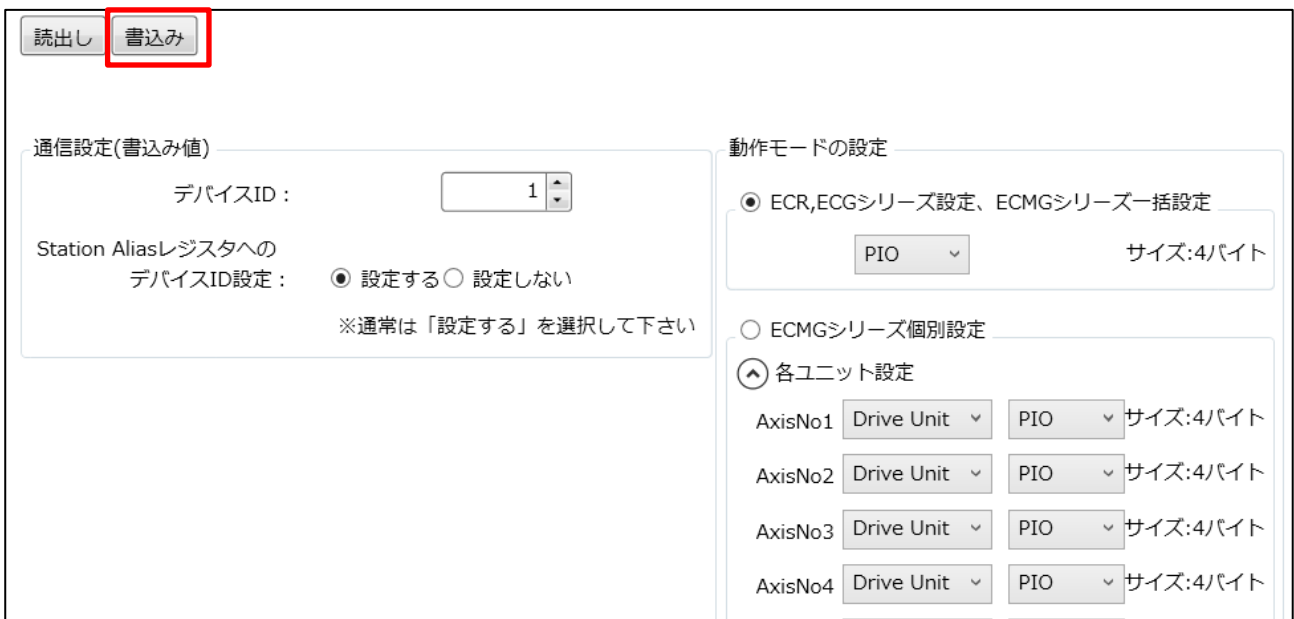 読出し 書込み
通信設定(書込み値)
デバイスID： 1
Station Aliasレジスタへの
デバイスID設定： 設定する 設定しない
※通常は「設定する」を選択して下さい
動作モードの設定
ECR,ECGシリーズ設定、ECMGシリーズ一括設定
PIO サイズ:4バイト
ECMGシリーズ個別設定
各ユニット設定
AxisNo1 Drive Unit PIO サイズ:4バイト
AxisNo2 Drive Unit PIO サイズ:4バイト
AxisNo3 Drive Unit PIO サイズ:4バイト
AxisNo4 Drive Unit PIO サイズ:4バイト